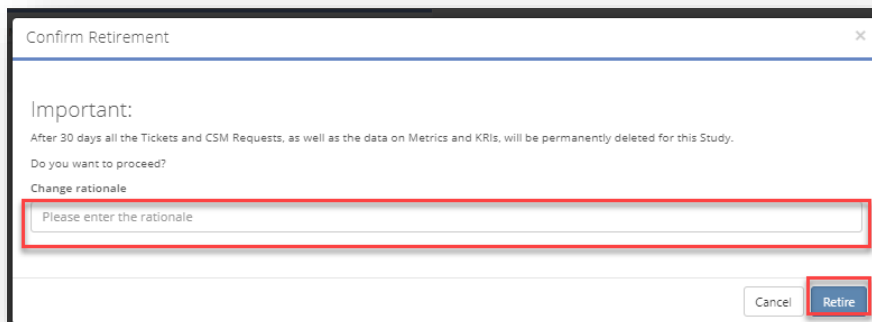 Confirm Retirement
×
Important:
After 30 days all the Tickets and CSM Requests, as well as the data on Metrics and KRIs, will be permanently deleted for this Study.
Do you want to proceed?
Change rationale
Please enter the rationale
Cancel Retire